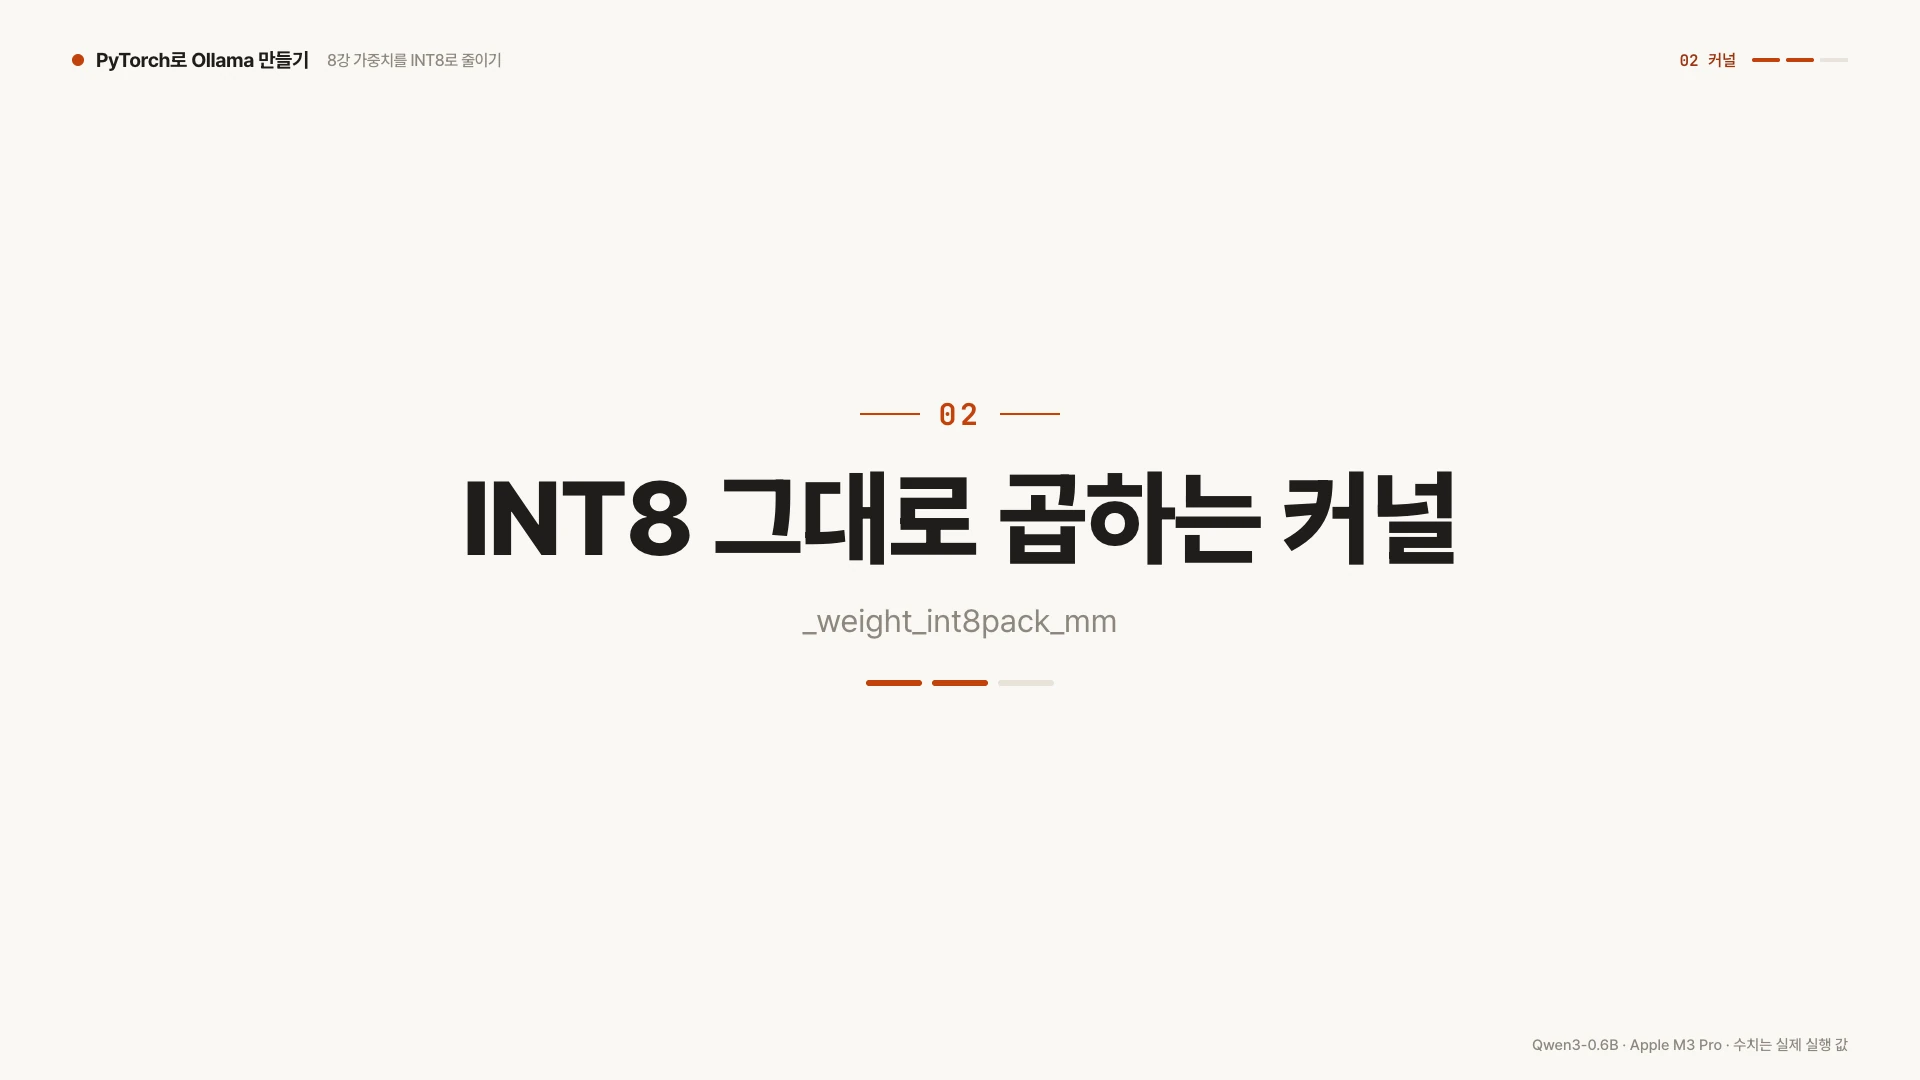 PyTorch로 Ollama 만들기 8강 가중치를 INT8로 줄이기
02 커널
02
INT8 그대로 곱하는 커널
_weight_int8pack_mm
Qwen3-0.6B · Apple M3 Pro · 수치는 실제 실행 값